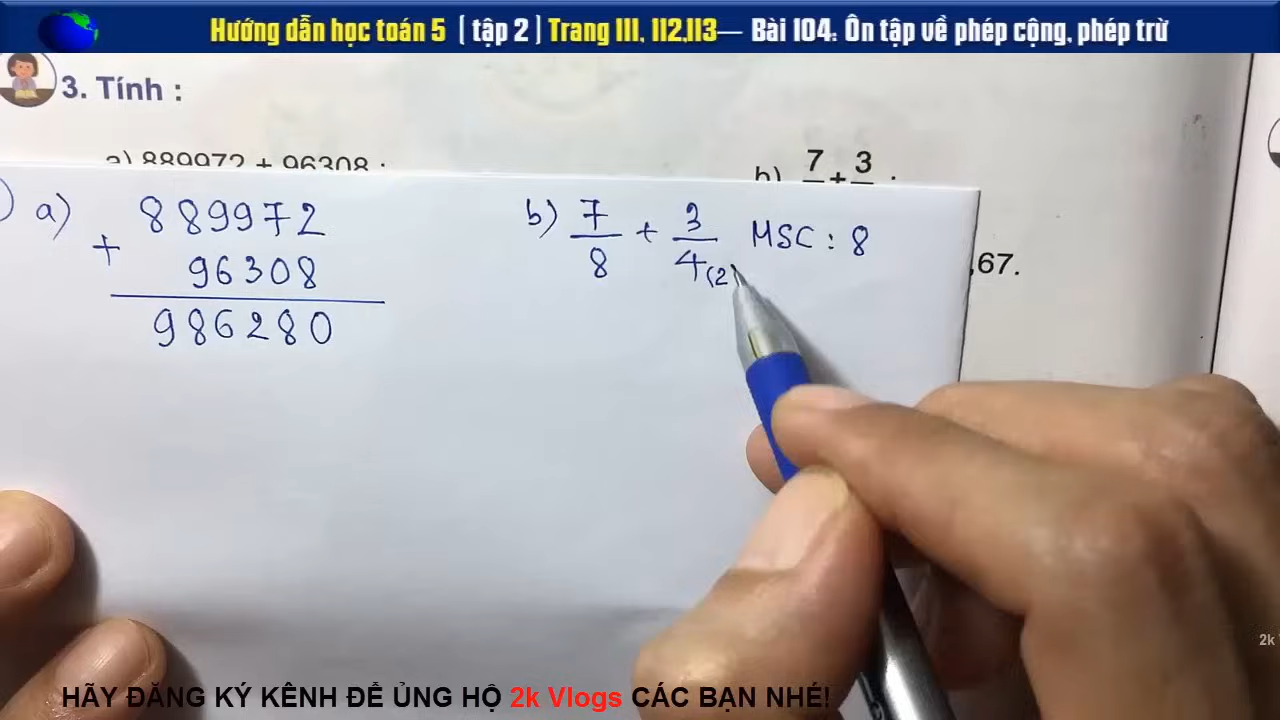 Hướng dẫn học toán 5 ( tập 2 ) Trang 111, 112,113— Bài 104: Ôn tập về phép cộng, phép trừ
3. Tính :
a) 889972 + 96308 ;
b) 7 + 3 ;
a) 889972
+ 96308
986280
b) 7/8 + 3/4 (2 MSC : 8
,67.
2k
HÃY ĐĂNG KÝ KÊNH ĐỂ ỦNG HỘ 2k Vlogs CÁC BẠN NHÉ!